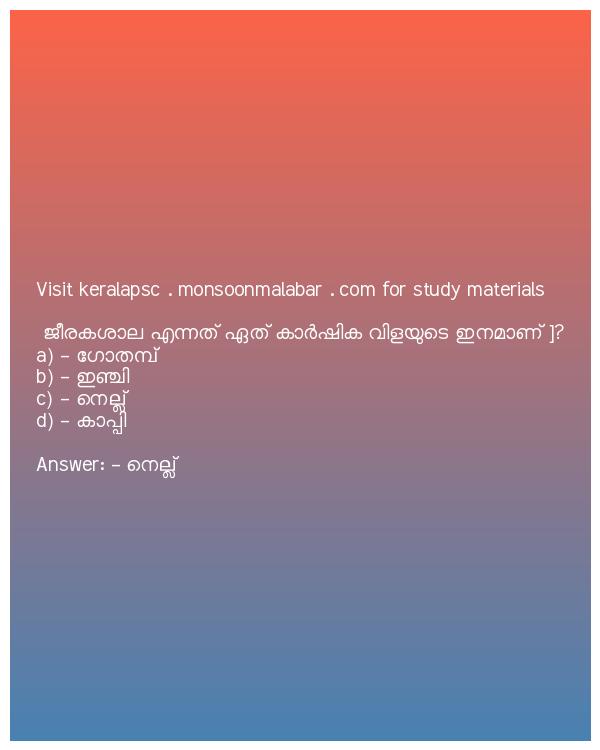 Visit keralapsc . monsoonmalabar . com for study materials
ജീരകശാല എന്നത് ഏത് കാർഷിക വിളയുടെ ഇനമാണ് ]?
a) - ഗോതമ്പ്
b) - ഇഞ്ചി
c) - നെല്ല്
d) - കാപ്പി
Answer: - നെല്ല്